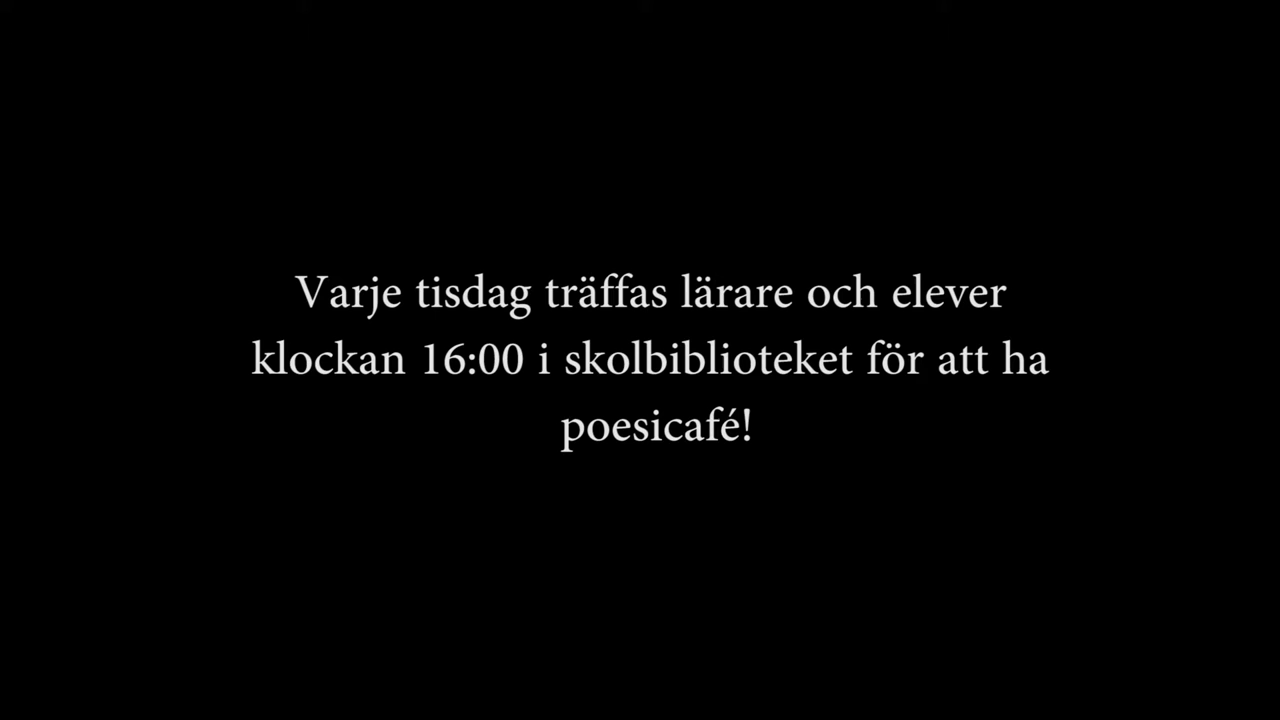 Varje tisdag träffas lärare och elever
klockan 16:00 i skolbiblioteket för att ha
poesicafé!